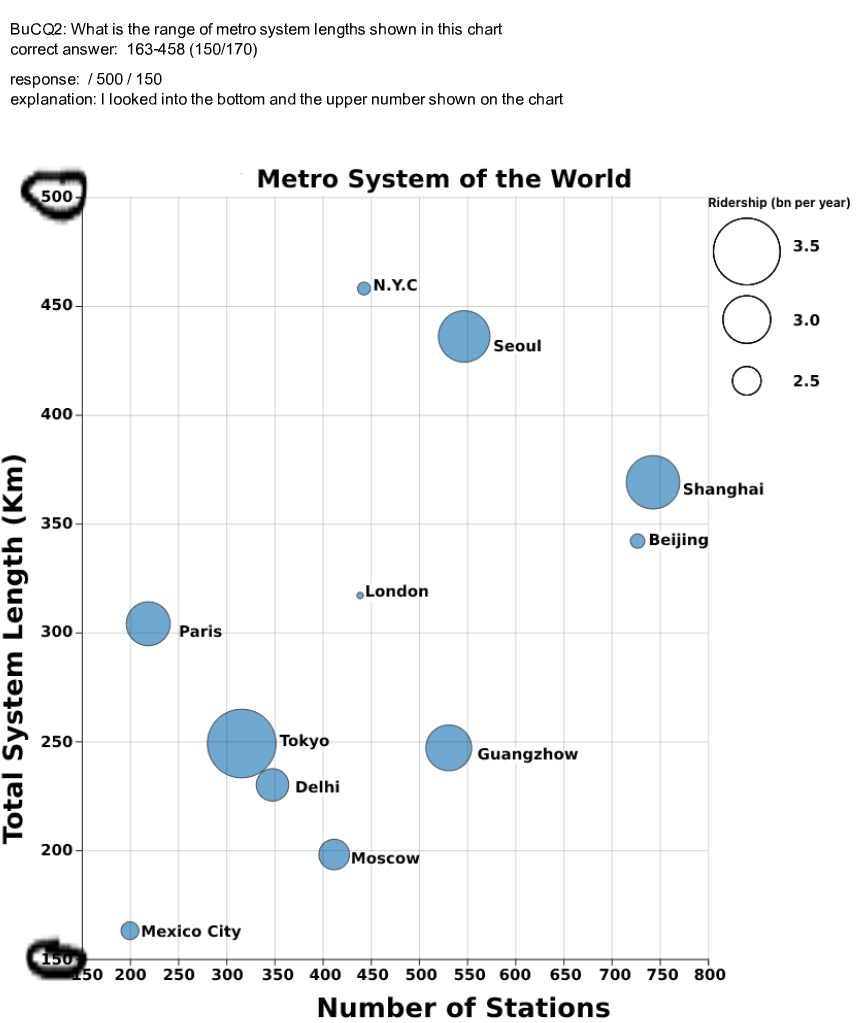 BuCQ2: What is the range of metro system lengths shown in this chart
correct answer:  163-458 (150/170)
response:  / 500 / 150
explanation: I looked into the bottom and the upper number shown on the chart
Metro System of the World
500
Ridership (bn per year)
3.5
N.Y.C
450
3.0
Seoul
2.5
400
Shanghai
350
Beijing
London
300
Paris
250
Tokyo
Guangzhow
Delhi
200
Moscow
Mexico City
150
150 200 250 300 350 400 450 500 550 600 650 700 750 800
Total System Length (Km)
Number of Stations